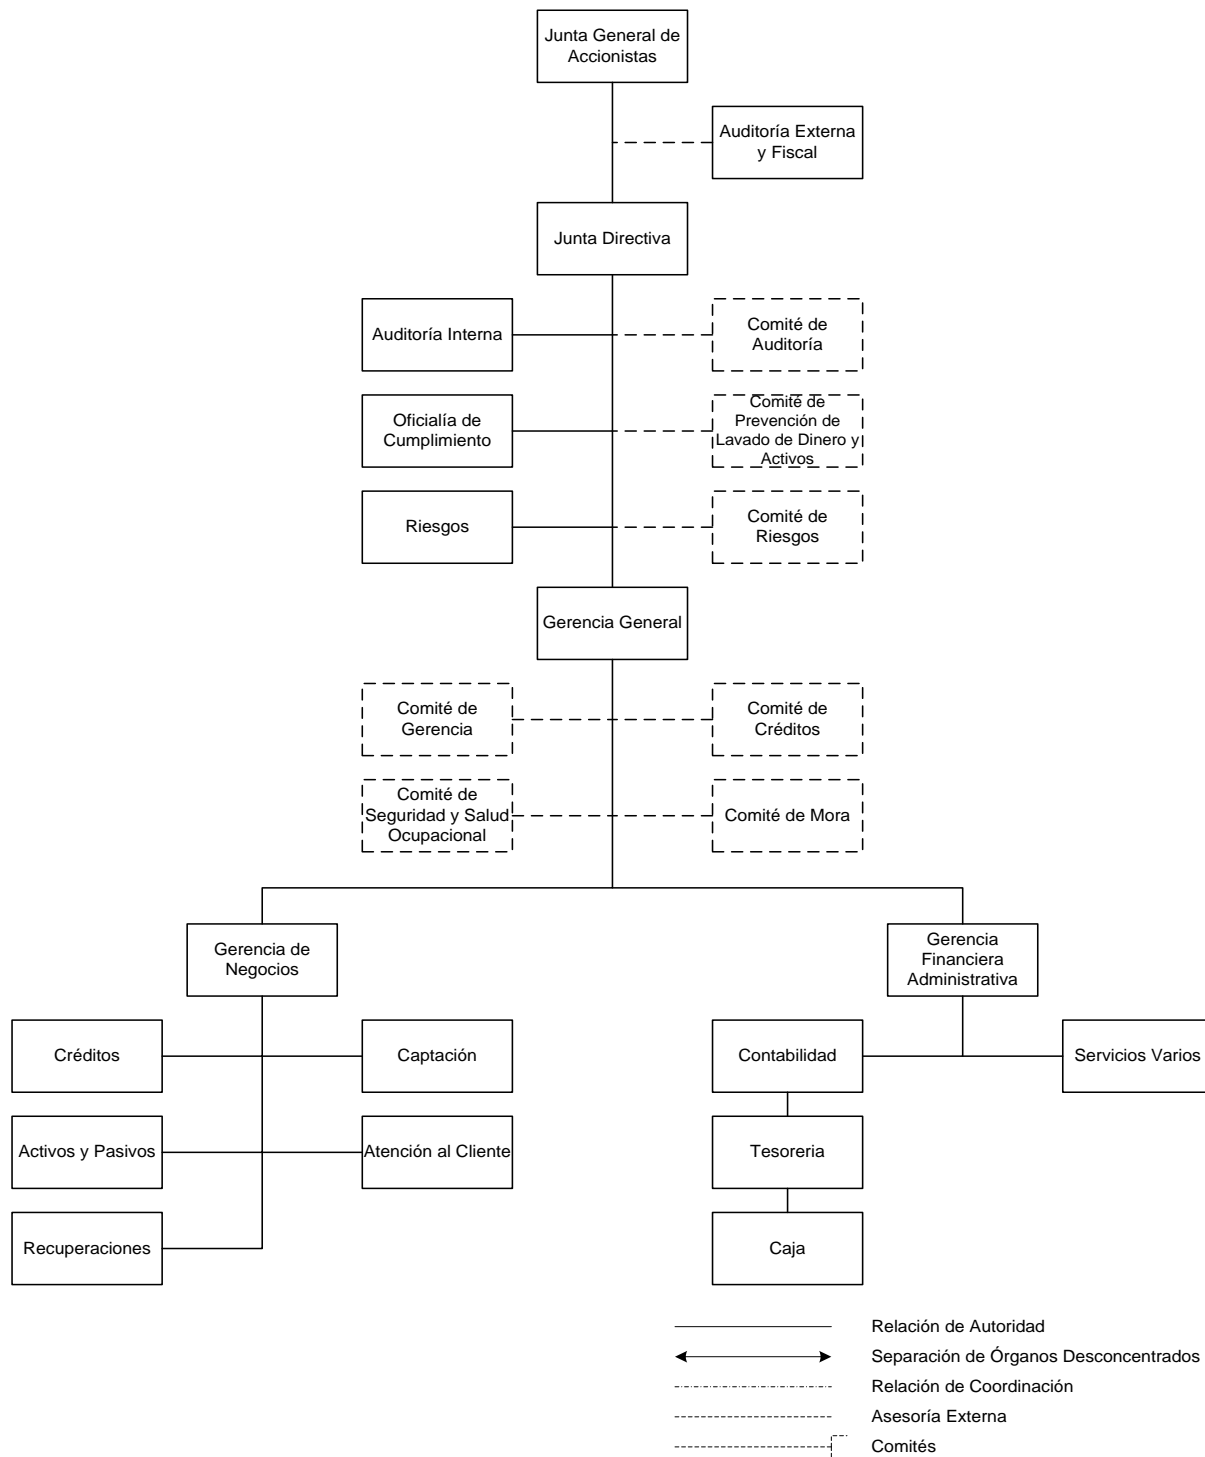 Junta General de
Accionistas
Auditoría Externa
y Fiscal
Junta Directiva
Auditoría Interna
Comité de
Auditoría
Oficialía de
Cumplimiento
Comité de
Prevención de
Lavado de Dinero y
Activos
Riesgos
Comité de
Riesgos
Gerencia General
Comité de
Gerencia
Comité de
Créditos
Comité de
Seguridad y Salud
Ocupacional
Comité de Mora
Gerencia de
Negocios
Gerencia
Financiera
Administrativa
Créditos
Captación
Contabilidad
Servicios Varios
Activos y Pasivos
Atención al Cliente
Tesoreria
Recuperaciones
Caja
Relación de Autoridad
Separación de Órganos Desconcentrados
Relación de Coordinación
Asesoría Externa
Comités